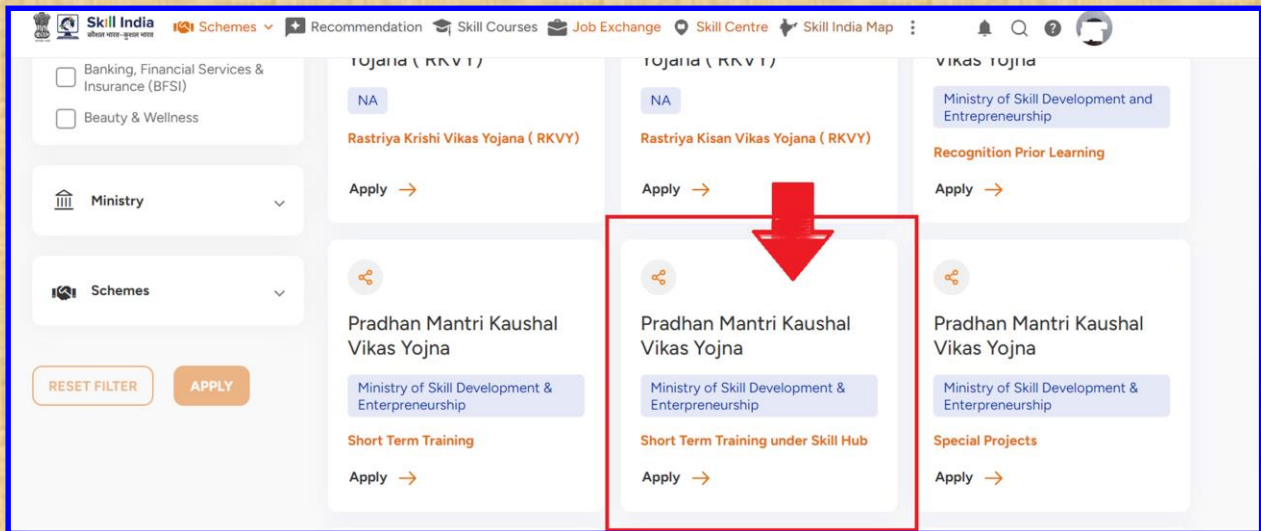 Skill India
कौशल भारत-कुशल भारत
Schemes
Recommendation
Skill Courses
Job Exchange
Skill Centre
Skill India Map
Banking, Financial Services &
Insurance (BFSI)
Beauty & Wellness
Ministry
Schemes
RESET FILTER
APPLY
Yojana ( RKVY)
NA
Rastriya Krishi Vikas Yojana ( RKVY)
Apply
Yojana ( RKVY)
NA
Rastriya Kisan Vikas Yojana ( RKVY)
Apply
Vikas Yojna
Ministry of Skill Development and
Entrepreneurship
Recognition Prior Learning
Apply
Pradhan Mantri Kaushal
Vikas Yojna
Ministry of Skill Development &
Enterpreneurship
Short Term Training
Apply
Pradhan Mantri Kaushal
Vikas Yojna
Ministry of Skill Development &
Enterpreneurship
Short Term Training under Skill Hub
Apply
Pradhan Mantri Kaushal
Vikas Yojna
Ministry of Skill Development &
Enterpreneurship
Special Projects
Apply